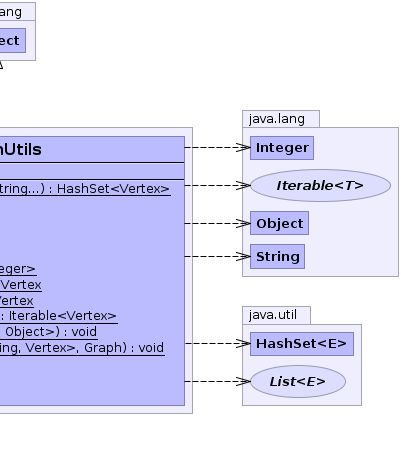 ang
ect
nUtils
tring...) : HashSet<Vertex>
eger>
Vertex
Vertex
: Iterable<Vertex>
Object>) : void
ing, Vertex>, Graph) : void
java.lang
Integer
Iterable<T>
Object
String
java.util
HashSet<E>
List<E>